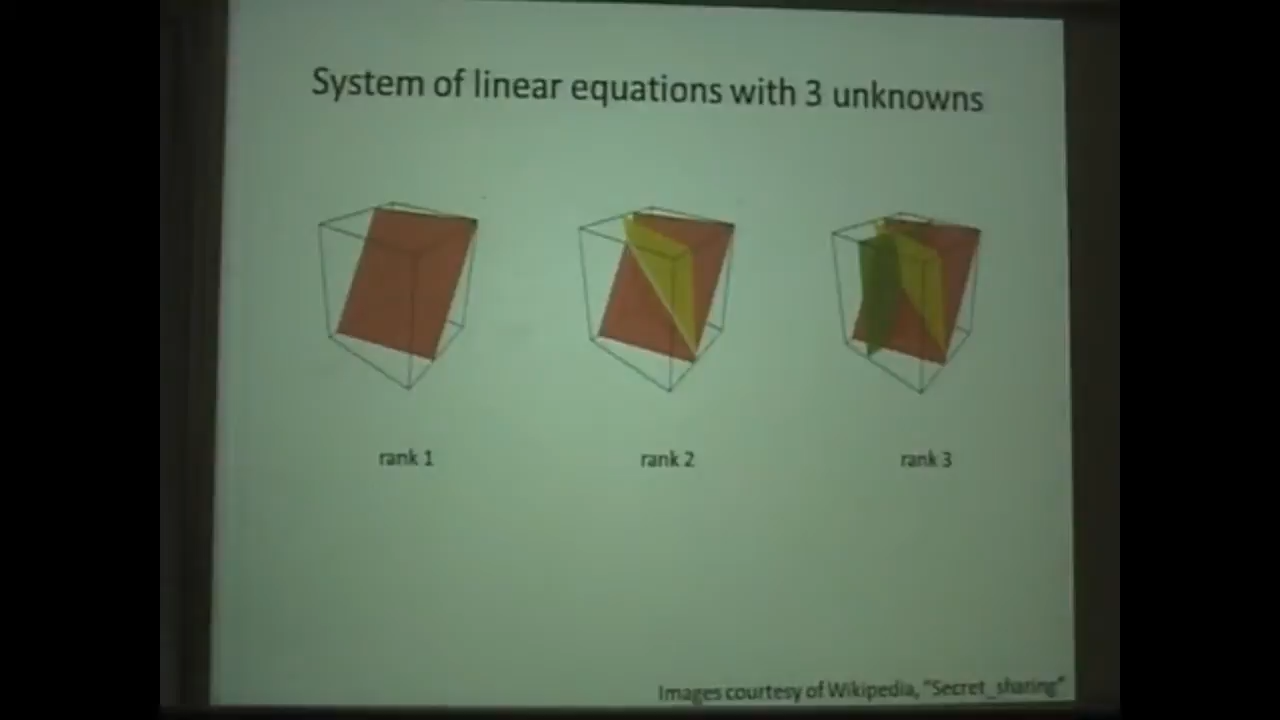 System of linear equations with 3 unknowns
rank 1
rank 2
rank 3
Images courtesy of Wikipedia, "Secret_sharing"